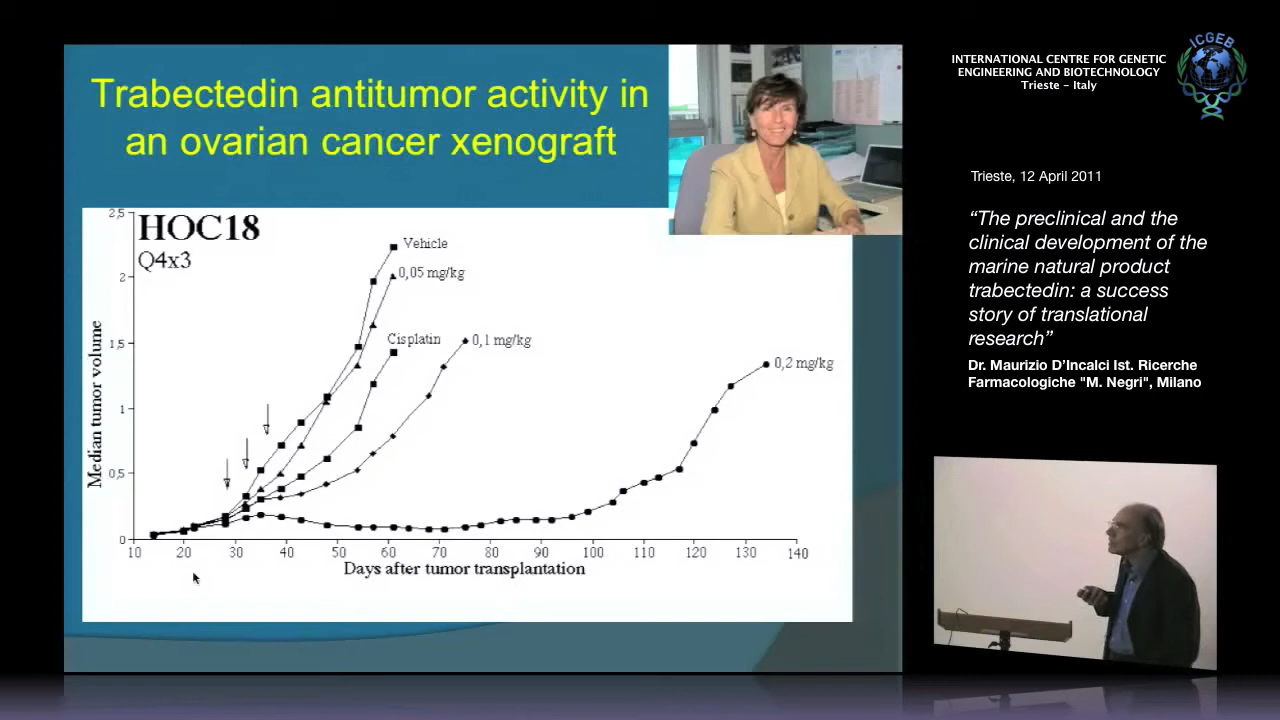 Trabectedin antitumor activity in
an ovarian cancer xenograft
HOC18
Q4x3
Vehicle
0,05 mg/kg
Cisplatin
0,1 mg/kg
0,2 mg/kg
Median tumor volume
2,5
2
1,5
1
0,5
0
10 20 30 40 50 60 70 80 90 100 110 120 130 140
Days after tumor transplantation
INTERNATIONAL CENTRE FOR GENETIC
ENGINEERING AND BIOTECHNOLOGY
Trieste - Italy
ICGEB
Trieste, 12 April 2011
“The preclinical and the
clinical development of the
marine natural product
trabectedin: a success
story of translational
research”
Dr. Maurizio D’Incalci Ist. Ricerche
Farmacologiche "M. Negri", Milano